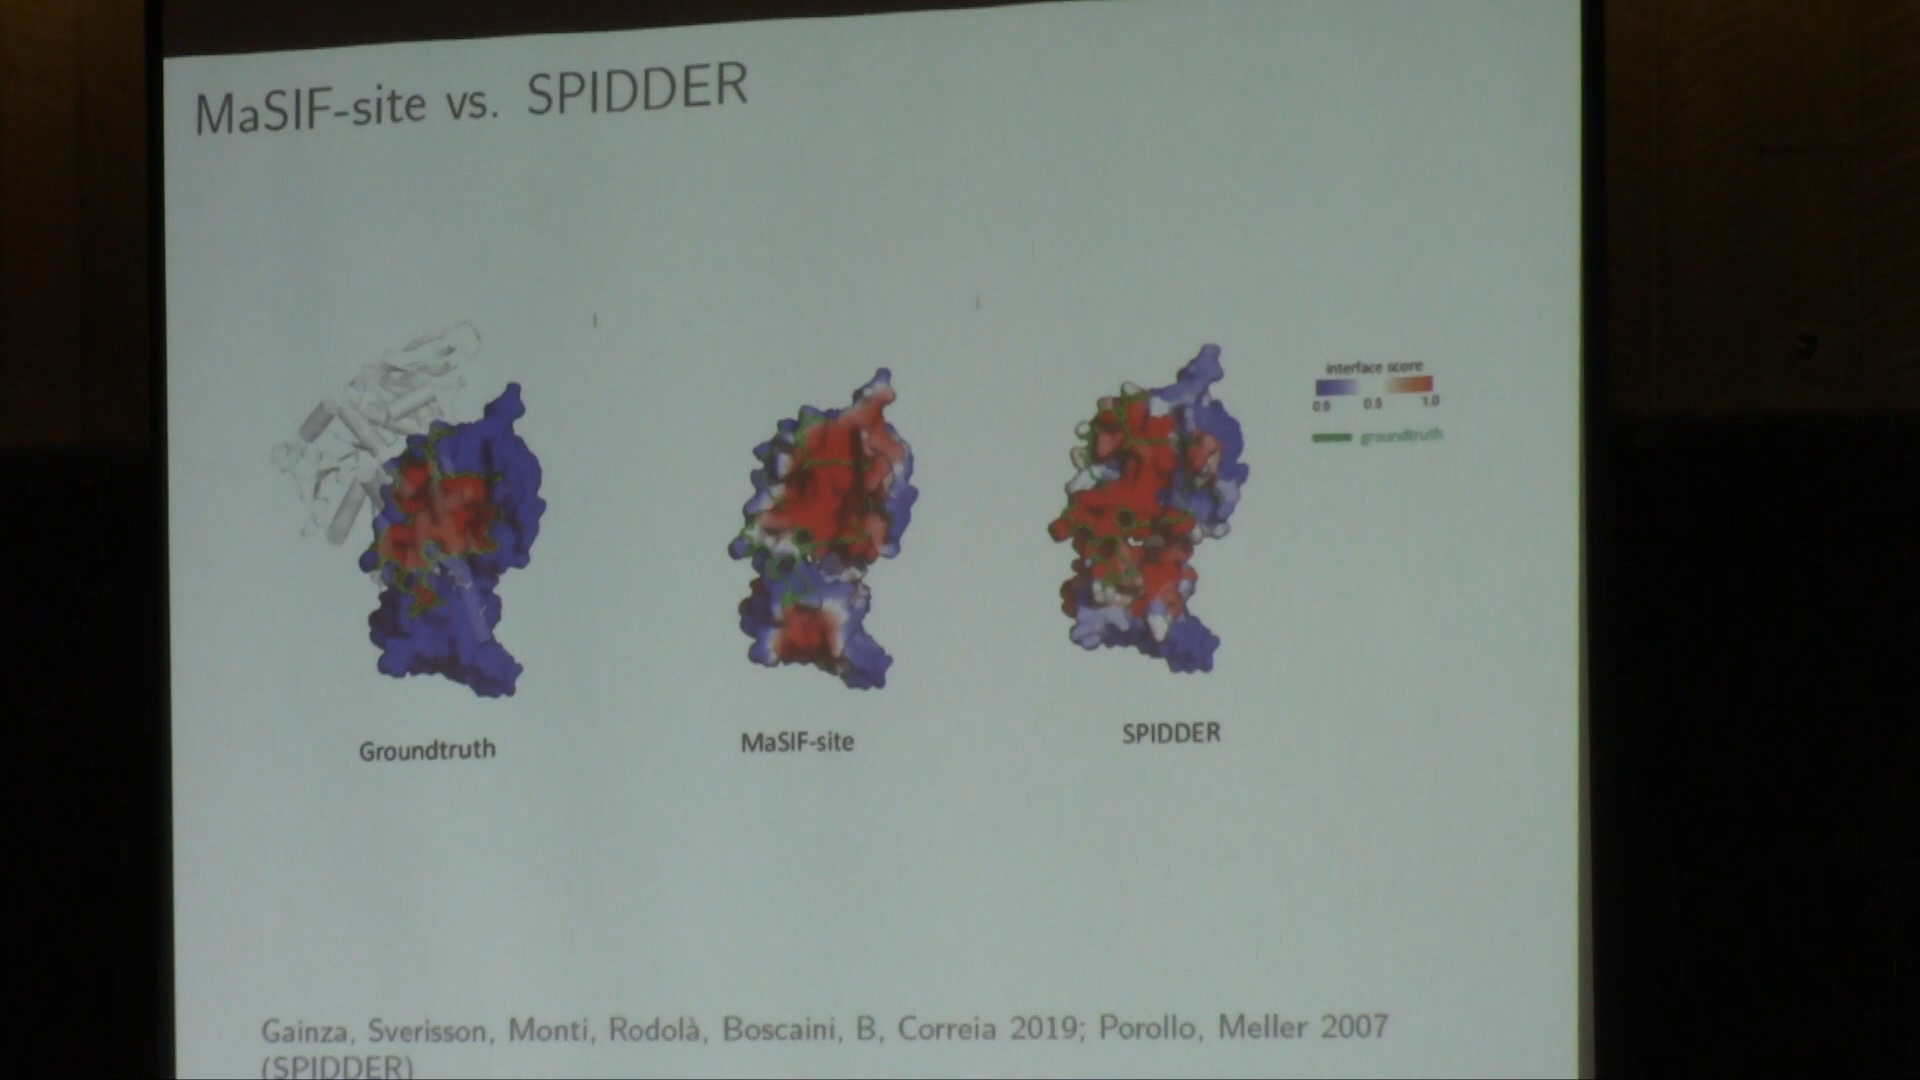 MaSIF-site vs. SPIDDER
interface score
0.0 0.5 1.0
groundtruth
Groundtruth
MaSIF-site
SPIDDER
Gainza, Sverisson, Monti, Rodolà, Boscaini, B, Correia 2019; Porollo, Meller 2007
(SPIDDER)